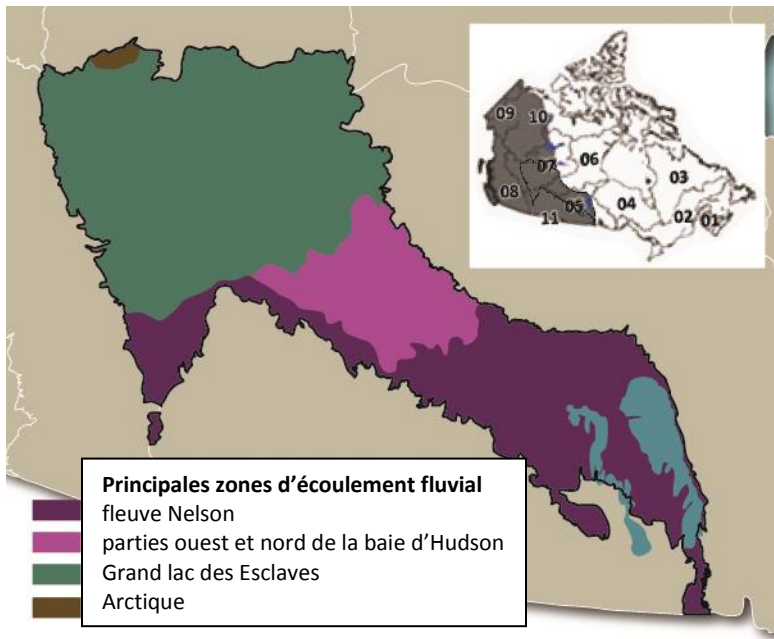 09
10
06
03
07
08
05
04
02
01
11
Principales zones d’écoulement fluvial
fleuve Nelson
parties ouest et nord de la baie d’Hudson
Grand lac des Esclaves
Arctique